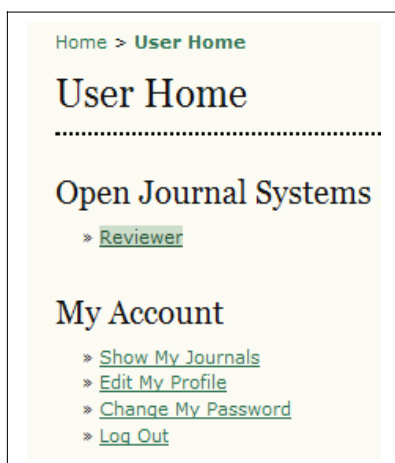 Home > User Home
User Home
Open Journal Systems
» Reviewer
My Account
» Show My Journals
» Edit My Profile
» Change My Password
» Log Out